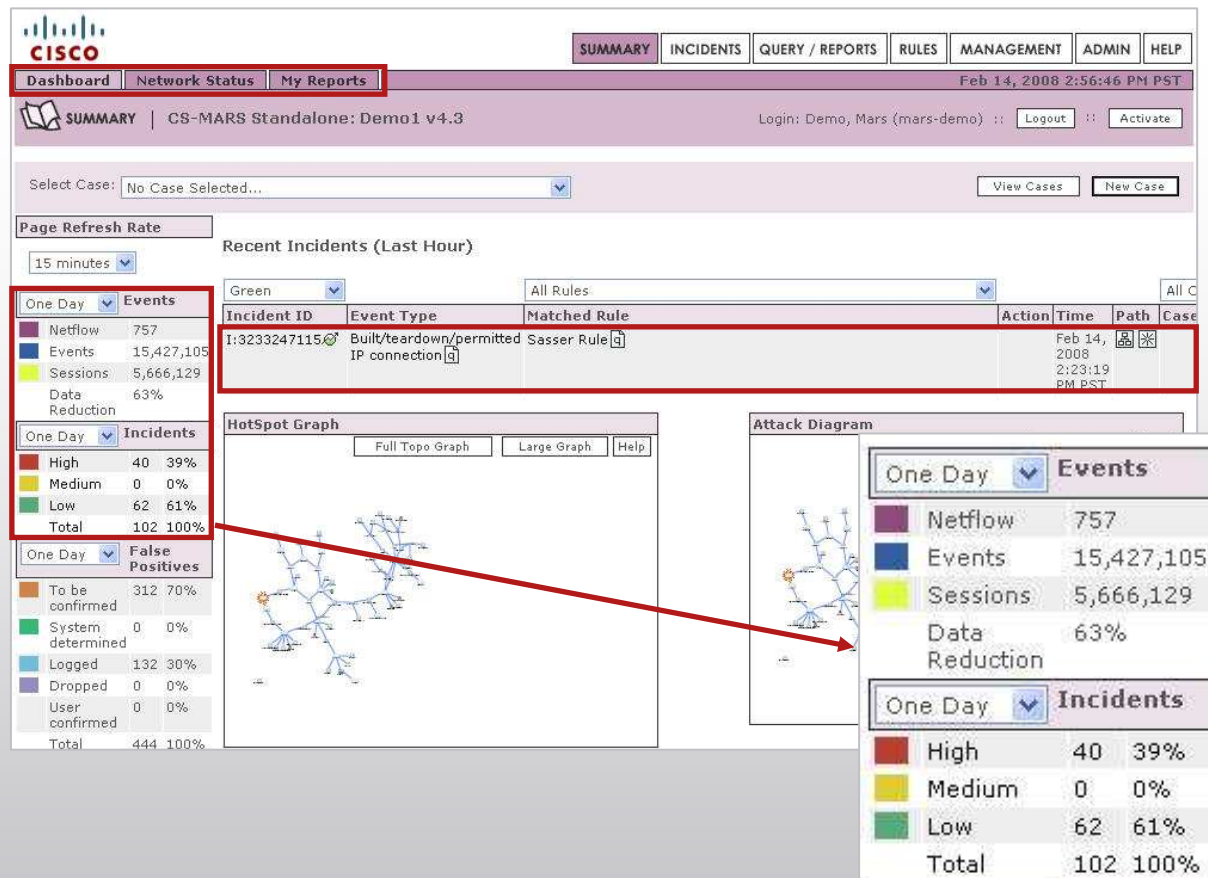 CISCO
SUMMARY INCIDENTS QUERY / REPORTS RULES MANAGEMENT ADMIN HELP
Dashboard Network Status My Reports Feb 14, 2008 2:56:46 PM PST
SUMMARY | CS-MARS Standalone: Demo1 v4.3 Login: Demo, Mars (mars-demo) :: Logout :: Activate
Select Case: No Case Selected... View Cases New Case
Page Refresh Rate
15 minutes
One Day Events
Netflow 757
Events 15,427,105
Sessions 5,666,129
Data
Reduction 63%
One Day Incidents
High 40 39%
Medium 0 0%
Low 62 61%
Total 102 100%
One Day False
Positives
To be
confirmed 312 70%
System
determined 0 0%
Logged 132 30%
Dropped 0 0%
User
confirmed 0 0%
Total 444 100%
Recent Incidents (Last Hour)
Green All Rules All
Incident ID Event Type Matched Rule Action Time Path Case
I:3233247115 Built/teardown/permitted Sasser Rule q Feb 14,
IP connection q 2008
2:23:19
PM PST
HotSpot Graph
Full Topo Graph Large Graph Help
Attack Diagram
One Day Events
Netflow 757
Events 15,427,105
Sessions 5,666,129
Data
Reduction 63%
One Day Incidents
High 40 39%
Medium 0 0%
Low 62 61%
Total 102 100%